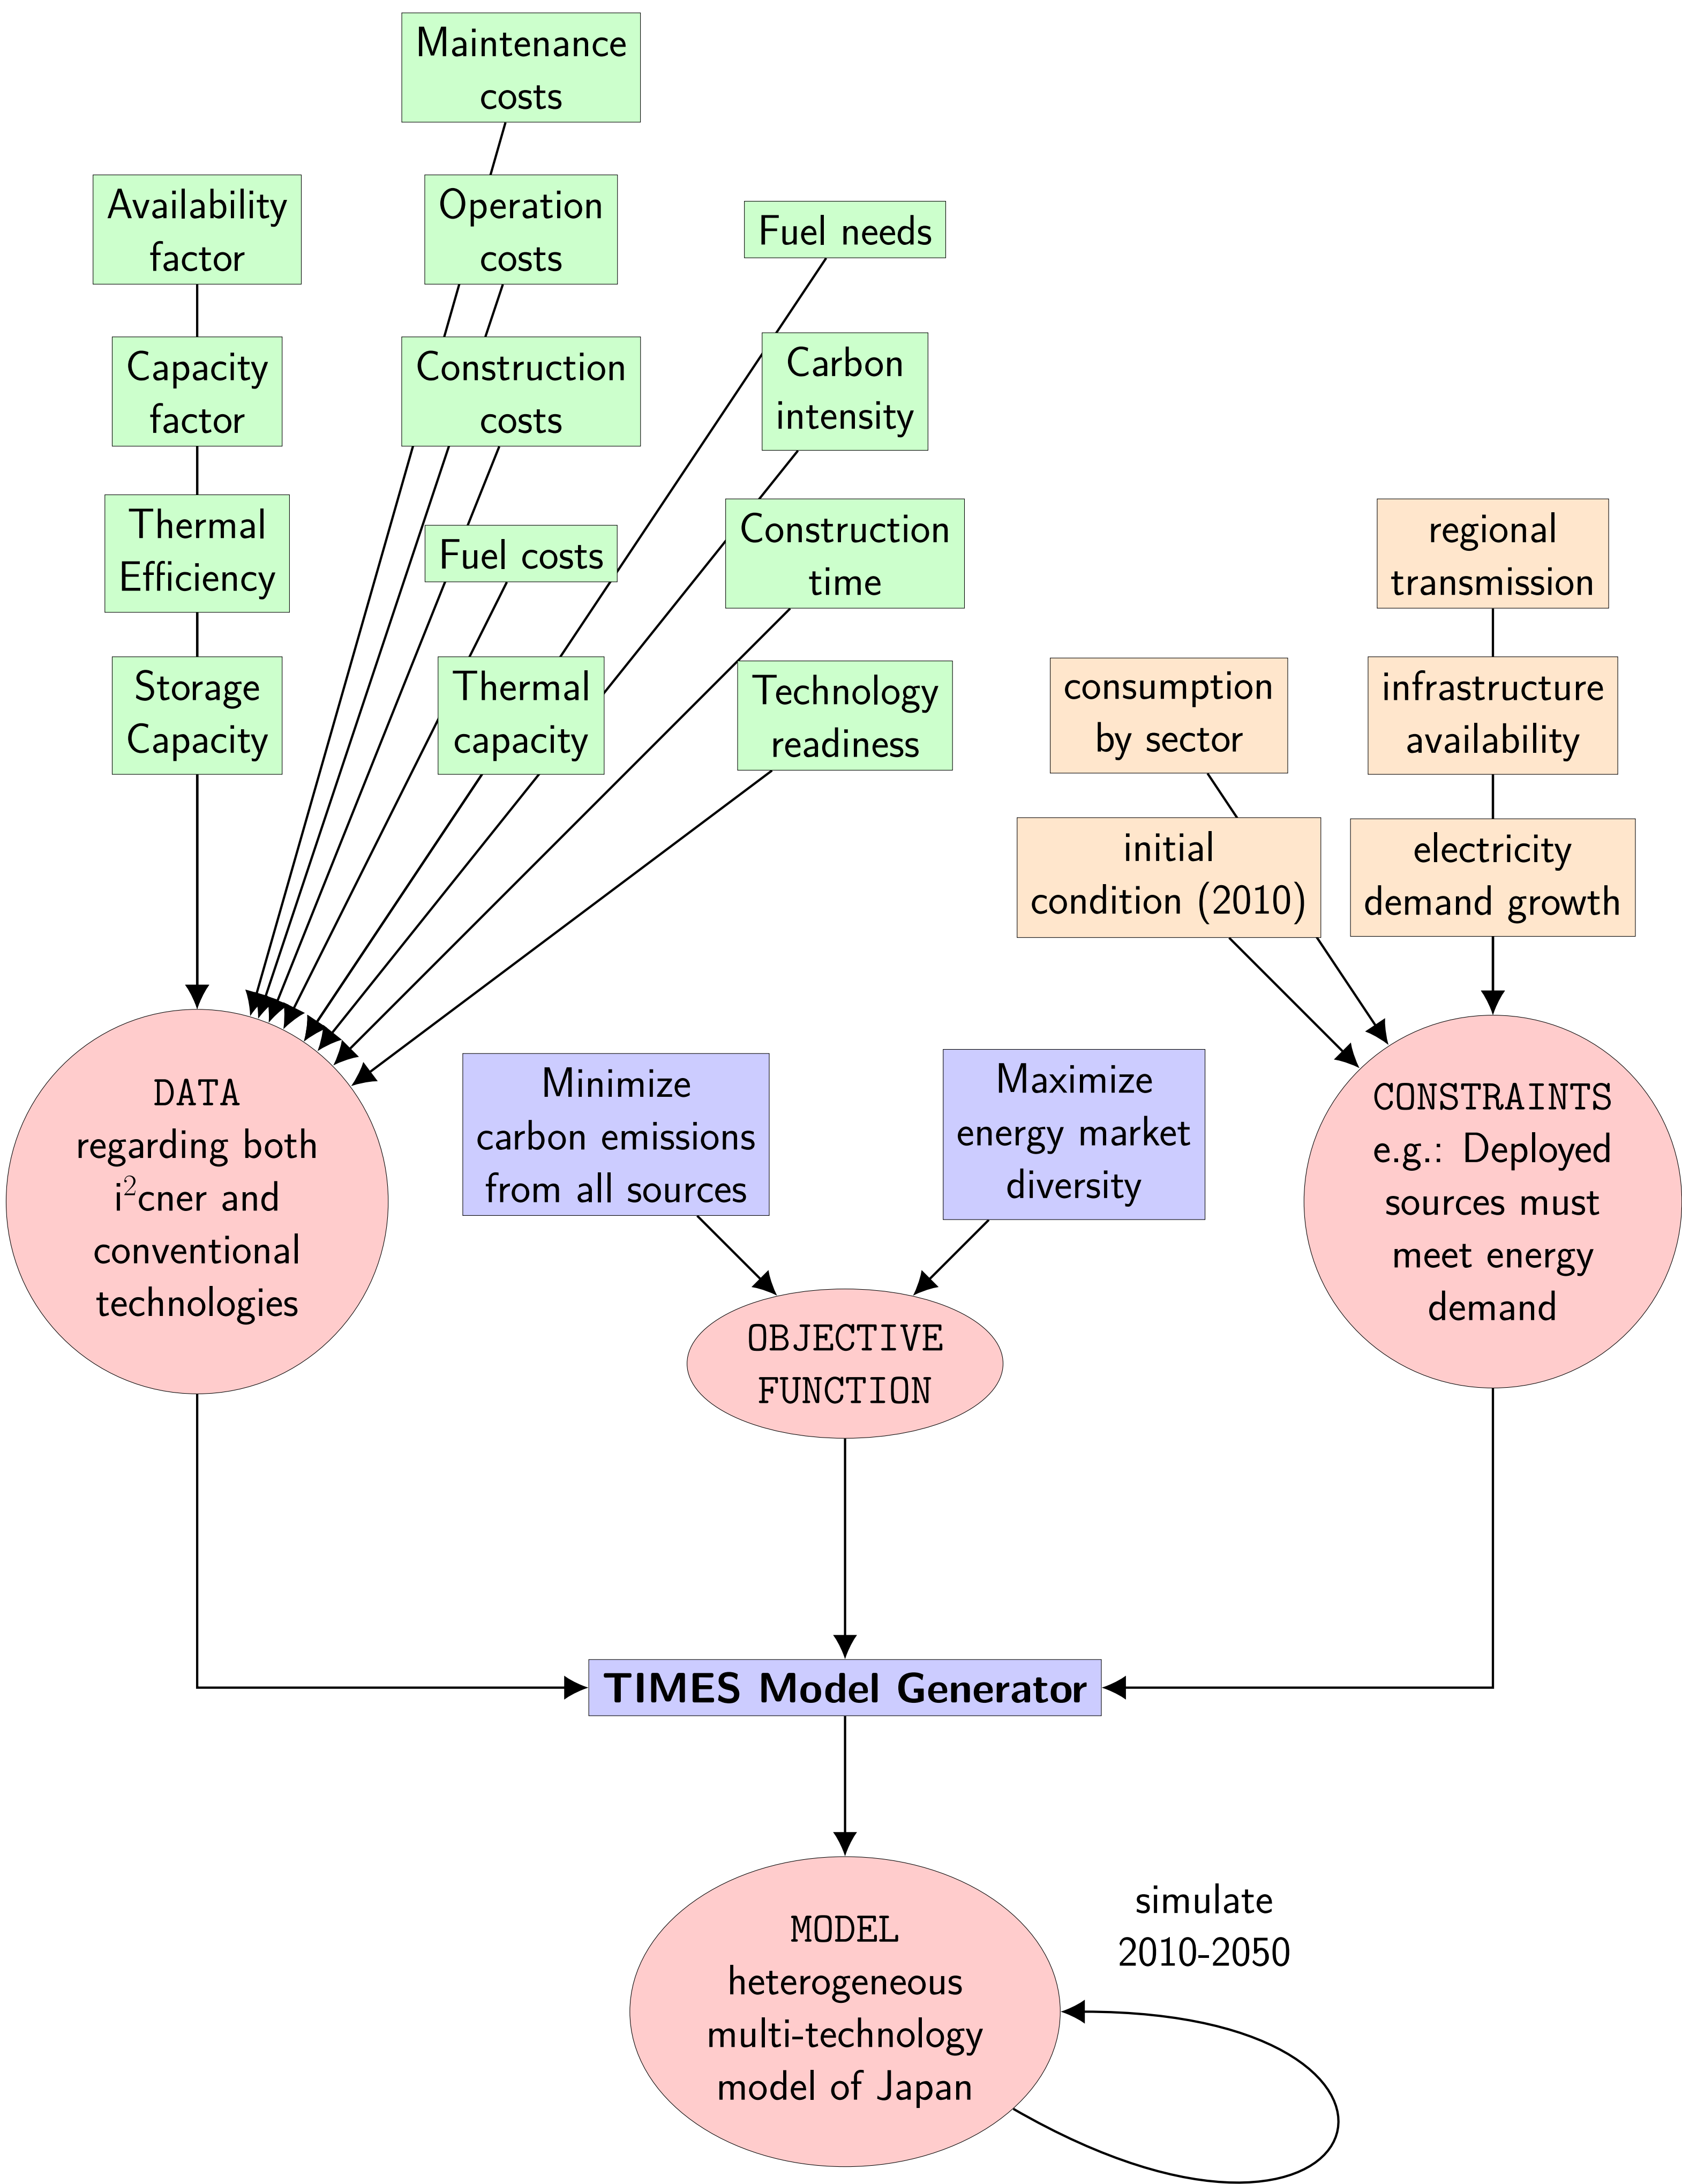 Maintenance
costs
Availability
factor
Operation
costs
Fuel needs
Capacity
factor
Construction
costs
Carbon
intensity
Thermal
Efficiency
Fuel costs
Construction
time
regional
transmission
Storage
Capacity
Thermal
capacity
Technology
readiness
consumption
by sector
infrastructure
availability
initial
condition (2010)
electricity
demand growth
DATA
regarding both
i²cner and
conventional
technologies
Minimize
carbon emissions
from all sources
Maximize
energy market
diversity
CONSTRAINTS
e.g.: Deployed
sources must
meet energy
demand
OBJECTIVE
FUNCTION
TIMES Model Generator
MODEL
heterogeneous
multi-technology
model of Japan
simulate
2010-2050